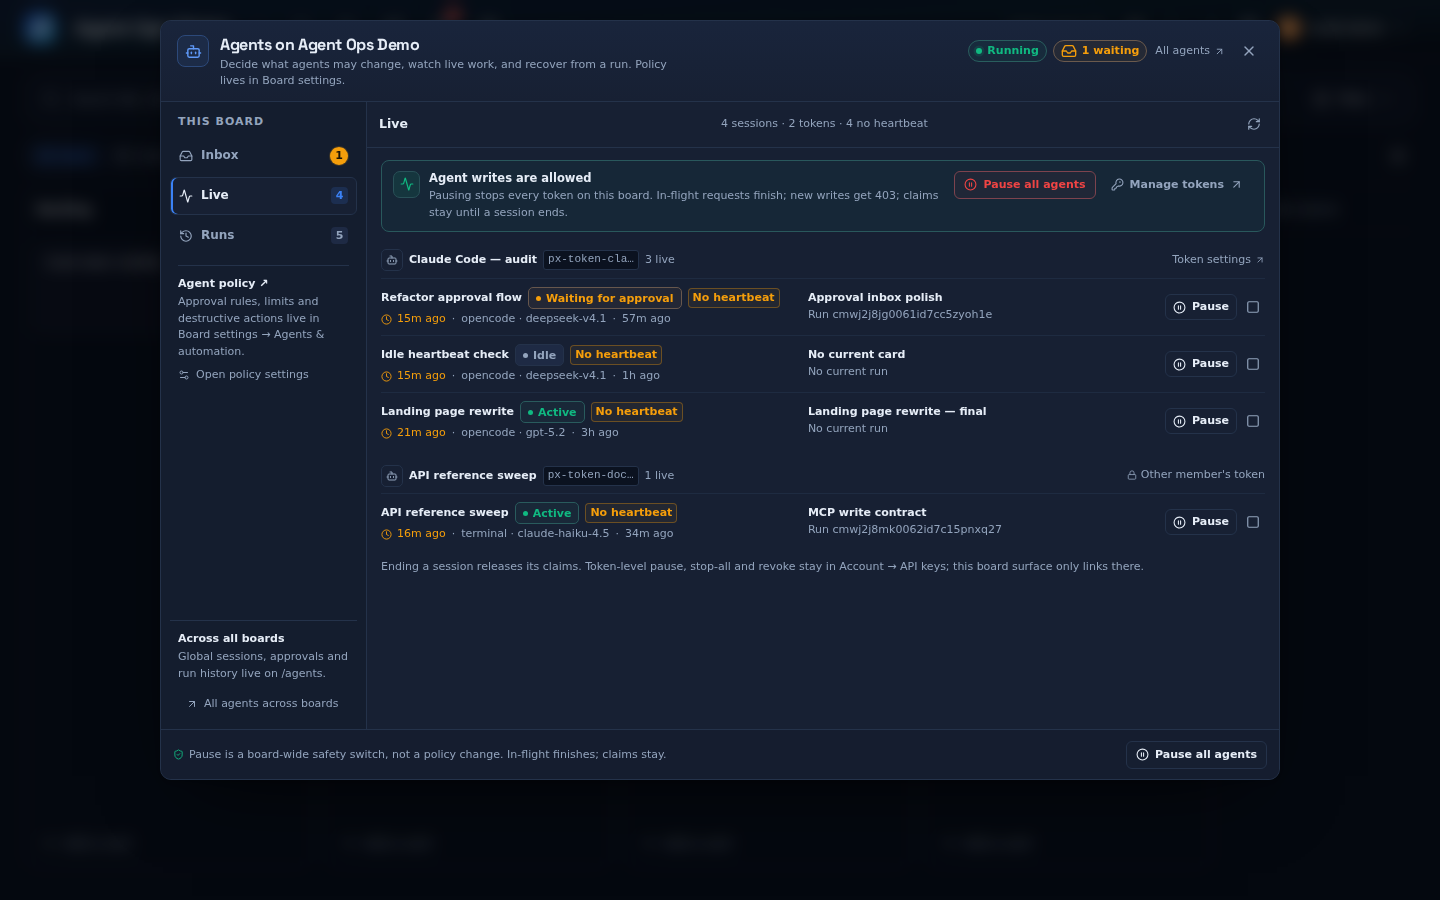 Agents on Agent Ops Demo
Decide what agents may change, watch live work, and recover from a run. Policy
lives in Board settings.
Running
1 waiting
All agents ↗
THIS BOARD
Inbox 1
Live 4
Runs 5
Agent policy ↗
Approval rules, limits and
destructive actions live in
Board settings → Agents &
automation.
Open policy settings
Across all boards
Global sessions, approvals and
run history live on /agents.
All agents across boards
Live
4 sessions · 2 tokens · 4 no heartbeat
Agent writes are allowed
Pausing stops every token on this board. In-flight requests finish; new writes get 403; claims
stay until a session ends.
Pause all agents
Manage tokens ↗
Claude Code — audit px-token-cla… 3 live
Token settings ↗
Refactor approval flow Waiting for approval No heartbeat
15m ago · opencode · deepseek-v4.1 · 57m ago
Approval inbox polish
Run cmwj2j8jg0061id7cc5zyoh1e
Pause
Idle heartbeat check Idle No heartbeat
15m ago · opencode · deepseek-v4.1 · 1h ago
No current card
No current run
Pause
Landing page rewrite Active No heartbeat
21m ago · opencode · gpt-5.2 · 3h ago
Landing page rewrite — final
No current run
Pause
API reference sweep px-token-doc… 1 live
Other member's token
API reference sweep Active No heartbeat
16m ago · terminal · claude-haiku-4.5 · 34m ago
MCP write contract
Run cmwj2j8mk0062id7c15pnxq27
Pause
Ending a session releases its claims. Token-level pause, stop-all and revoke stay in Account → API keys; this board surface only links there.
Pause is a board-wide safety switch, not a policy change. In-flight finishes; claims stay.
Pause all agents